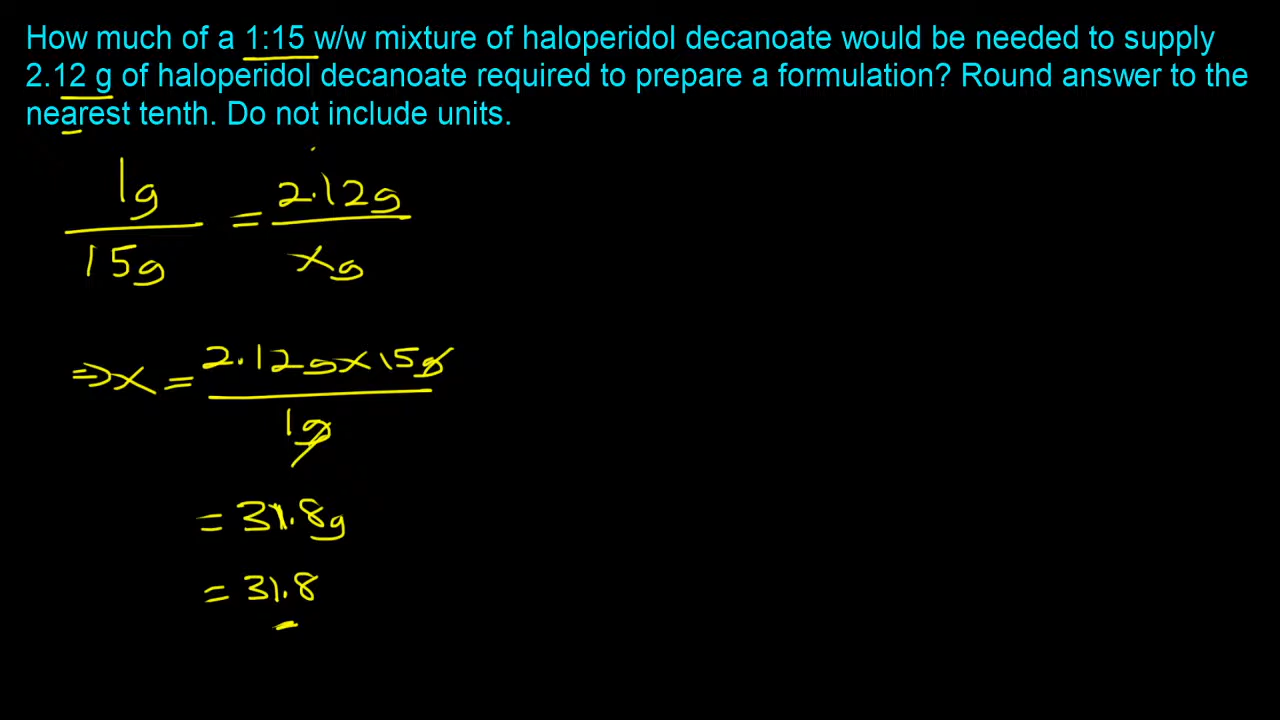 How much of a 1:15 w/w mixture of haloperidol decanoate would be needed to supply
2.12 g of haloperidol decanoate required to prepare a formulation? Round answer to the
nearest tenth. Do not include units.
1g / 15g = 2.12g / xg
⇒ x = 2.12g x 15g / 1g
= 31.8g
= 31.8